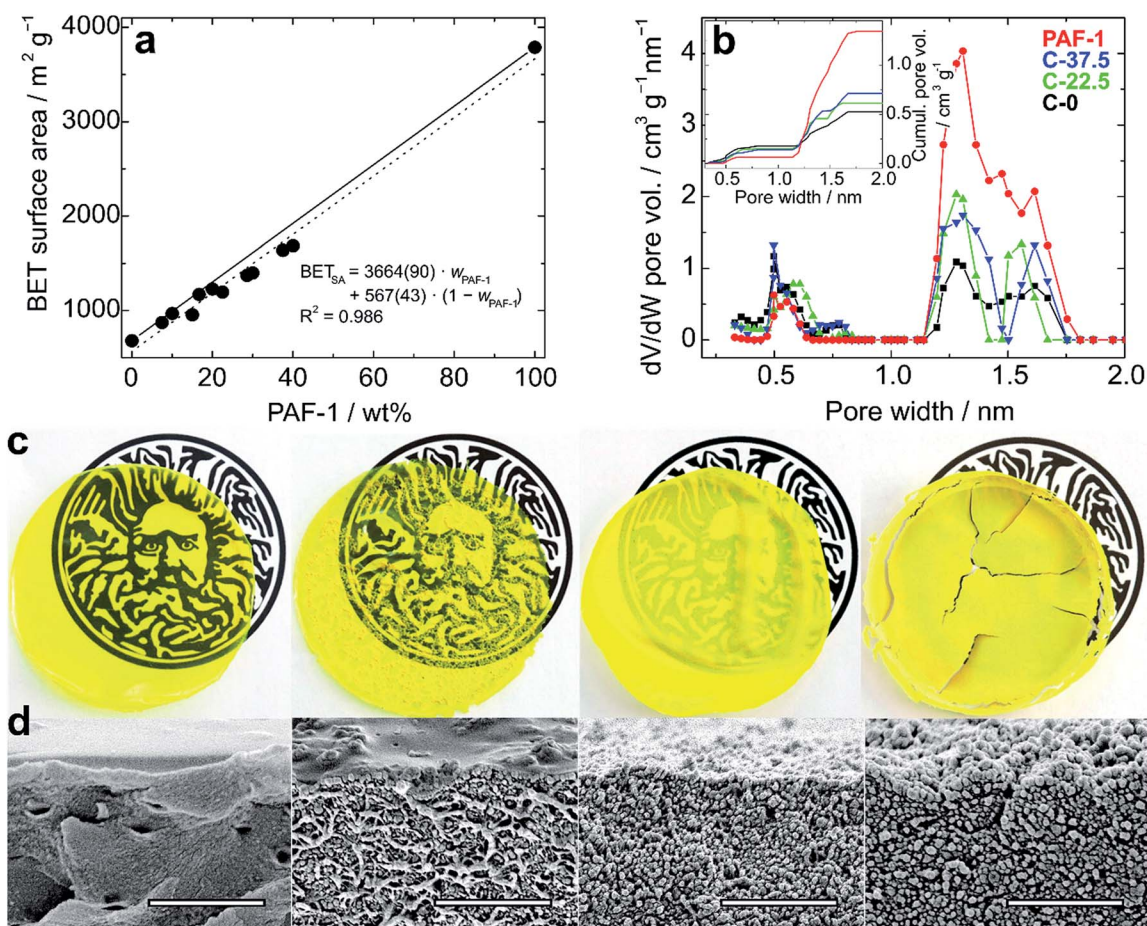 a
BET surface area / m² g⁻¹
4000
3000
2000
1000
0
20
40
60
80
100
PAF-1 / wt%
BET_SA = 3664(90) · w_PAF-1
+ 567(43) · (1 − w_PAF-1)
R² = 0.986
b
dV/dW pore vol. / cm³ g⁻¹ nm⁻¹
4
3
2
1
0
0.5
1.0
1.5
2.0
Pore width / nm
PAF-1
C-37.5
C-22.5
C-0
1.0
0.5
0.0
Cumul. pore vol.
/ cm³ g⁻¹
0.5
1.0
1.5
2.0
Pore width / nm
c
d